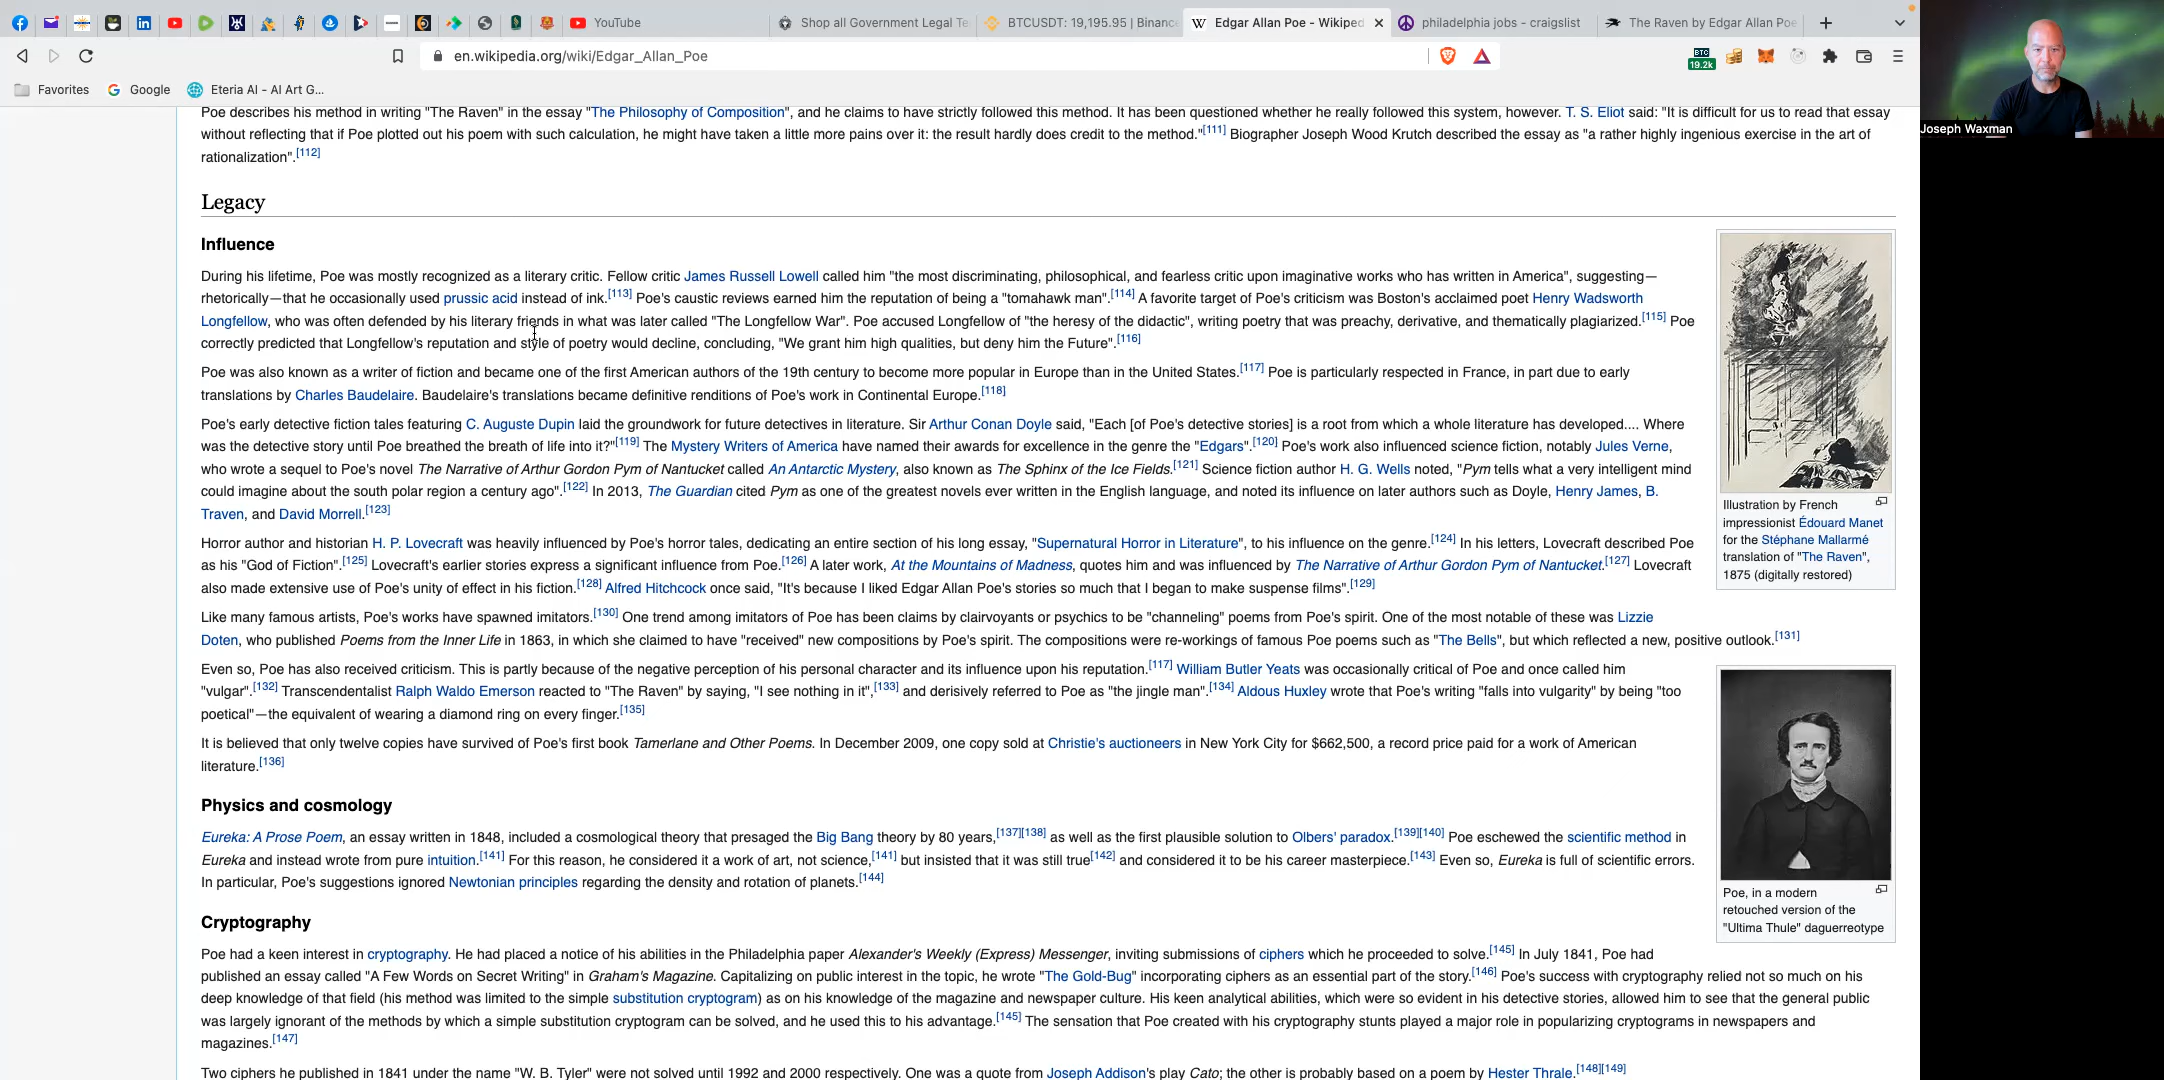 YouTube
Shop all Government Legal Te
BTCUSDT: 19,195.95 | Binanc
Edgar Allan Poe - Wikiped
philadelphia jobs - craigslist
The Raven by Edgar Allan Poe
en.wikipedia.org/wiki/Edgar_Allan_Poe
BTC
19.2k
Favorites
Google
Eteria AI - AI Art G...
Joseph Waxman
Poe describes his method in writing "The Raven" in the essay "The Philosophy of Composition", and he claims to have strictly followed this method. It has been questioned whether he really followed this system, however. T. S. Eliot said: "It is difficult for us to read that essay
without reflecting that if Poe plotted out his poem with such calculation, he might have taken a little more pains over it: the result hardly does credit to the method."[111] Biographer Joseph Wood Krutch described the essay as "a rather highly ingenious exercise in the art of
rationalization".[112]
Legacy
Influence
During his lifetime, Poe was mostly recognized as a literary critic. Fellow critic James Russell Lowell called him "the most discriminating, philosophical, and fearless critic upon imaginative works who has written in America", suggesting—
rhetorically—that he occasionally used prussic acid instead of ink.[113] Poe's caustic reviews earned him the reputation of being a "tomahawk man".[114] A favorite target of Poe's criticism was Boston's acclaimed poet Henry Wadsworth
Longfellow, who was often defended by his literary friends in what was later called "The Longfellow War". Poe accused Longfellow of "the heresy of the didactic", writing poetry that was preachy, derivative, and thematically plagiarized.[115] Poe
correctly predicted that Longfellow's reputation and style of poetry would decline, concluding, "We grant him high qualities, but deny him the Future".[116]
Poe was also known as a writer of fiction and became one of the first American authors of the 19th century to become more popular in Europe than in the United States.[117] Poe is particularly respected in France, in part due to early
translations by Charles Baudelaire. Baudelaire's translations became definitive renditions of Poe's work in Continental Europe.[118]
Poe's early detective fiction tales featuring C. Auguste Dupin laid the groundwork for future detectives in literature. Sir Arthur Conan Doyle said, "Each [of Poe's detective stories] is a root from which a whole literature has developed.... Where
was the detective story until Poe breathed the breath of life into it?"[119] The Mystery Writers of America have named their awards for excellence in the genre the "Edgars".[120] Poe's work also influenced science fiction, notably Jules Verne,
who wrote a sequel to Poe's novel The Narrative of Arthur Gordon Pym of Nantucket called An Antarctic Mystery, also known as The Sphinx of the Ice Fields.[121] Science fiction author H. G. Wells noted, "Pym tells what a very intelligent mind
could imagine about the south polar region a century ago".[122] In 2013, The Guardian cited Pym as one of the greatest novels ever written in the English language, and noted its influence on later authors such as Doyle, Henry James, B.
Traven, and David Morrell.[123]
Horror author and historian H. P. Lovecraft was heavily influenced by Poe's horror tales, dedicating an entire section of his long essay, "Supernatural Horror in Literature", to his influence on the genre.[124] In his letters, Lovecraft described Poe
as his "God of Fiction".[125] Lovecraft's earlier stories express a significant influence from Poe.[126] A later work, At the Mountains of Madness, quotes him and was influenced by The Narrative of Arthur Gordon Pym of Nantucket.[127] Lovecraft
also made extensive use of Poe's unity of effect in his fiction.[128] Alfred Hitchcock once said, "It's because I liked Edgar Allan Poe's stories so much that I began to make suspense films".[129]
Illustration by French
impressionist Édouard Manet
for the Stéphane Mallarmé
translation of "The Raven",
1875 (digitally restored)
Like many famous artists, Poe's works have spawned imitators.[130] One trend among imitators of Poe has been claims by clairvoyants or psychics to be "channeling" poems from Poe's spirit. One of the most notable of these was Lizzie
Doten, who published Poems from the Inner Life in 1863, in which she claimed to have "received" new compositions by Poe's spirit. The compositions were re-workings of famous Poe poems such as "The Bells", but which reflected a new, positive outlook.[131]
Even so, Poe has also received criticism. This is partly because of the negative perception of his personal character and its influence upon his reputation.[117] William Butler Yeats was occasionally critical of Poe and once called him
"vulgar".[132] Transcendentalist Ralph Waldo Emerson reacted to "The Raven" by saying, "I see nothing in it",[133] and derisively referred to Poe as "the jingle man".[134] Aldous Huxley wrote that Poe's writing "falls into vulgarity" by being "too
poetical"—the equivalent of wearing a diamond ring on every finger.[135]
It is believed that only twelve copies have survived of Poe's first book Tamerlane and Other Poems. In December 2009, one copy sold at Christie's auctioneers in New York City for $662,500, a record price paid for a work of American
literature.[136]
Physics and cosmology
Eureka: A Prose Poem, an essay written in 1848, included a cosmological theory that presaged the Big Bang theory by 80 years,[137][138] as well as the first plausible solution to Olbers' paradox.[139][140] Poe eschewed the scientific method in
Eureka and instead wrote from pure intuition.[141] For this reason, he considered it a work of art, not science,[141] but insisted that it was still true[142] and considered it to be his career masterpiece.[143] Even so, Eureka is full of scientific errors.
In particular, Poe's suggestions ignored Newtonian principles regarding the density and rotation of planets.[144]
Poe, in a modern
retouched version of the
"Ultima Thule" daguerreotype
Cryptography
Poe had a keen interest in cryptography. He had placed a notice of his abilities in the Philadelphia paper Alexander's Weekly (Express) Messenger, inviting submissions of ciphers which he proceeded to solve.[145] In July 1841, Poe had
published an essay called "A Few Words on Secret Writing" in Graham's Magazine. Capitalizing on public interest in the topic, he wrote "The Gold-Bug" incorporating ciphers as an essential part of the story.[146] Poe's success with cryptography relied not so much on his
deep knowledge of that field (his method was limited to the simple substitution cryptogram) as on his knowledge of the magazine and newspaper culture. His keen analytical abilities, which were so evident in his detective stories, allowed him to see that the general public
was largely ignorant of the methods by which a simple substitution cryptogram can be solved, and he used this to his advantage.[145] The sensation that Poe created with his cryptography stunts played a major role in popularizing cryptograms in newspapers and
magazines.[147]
Two ciphers he published in 1841 under the name "W. B. Tyler" were not solved until 1992 and 2000 respectively. One was a quote from Joseph Addison's play Cato; the other is probably based on a poem by Hester Thrale.[148][149]